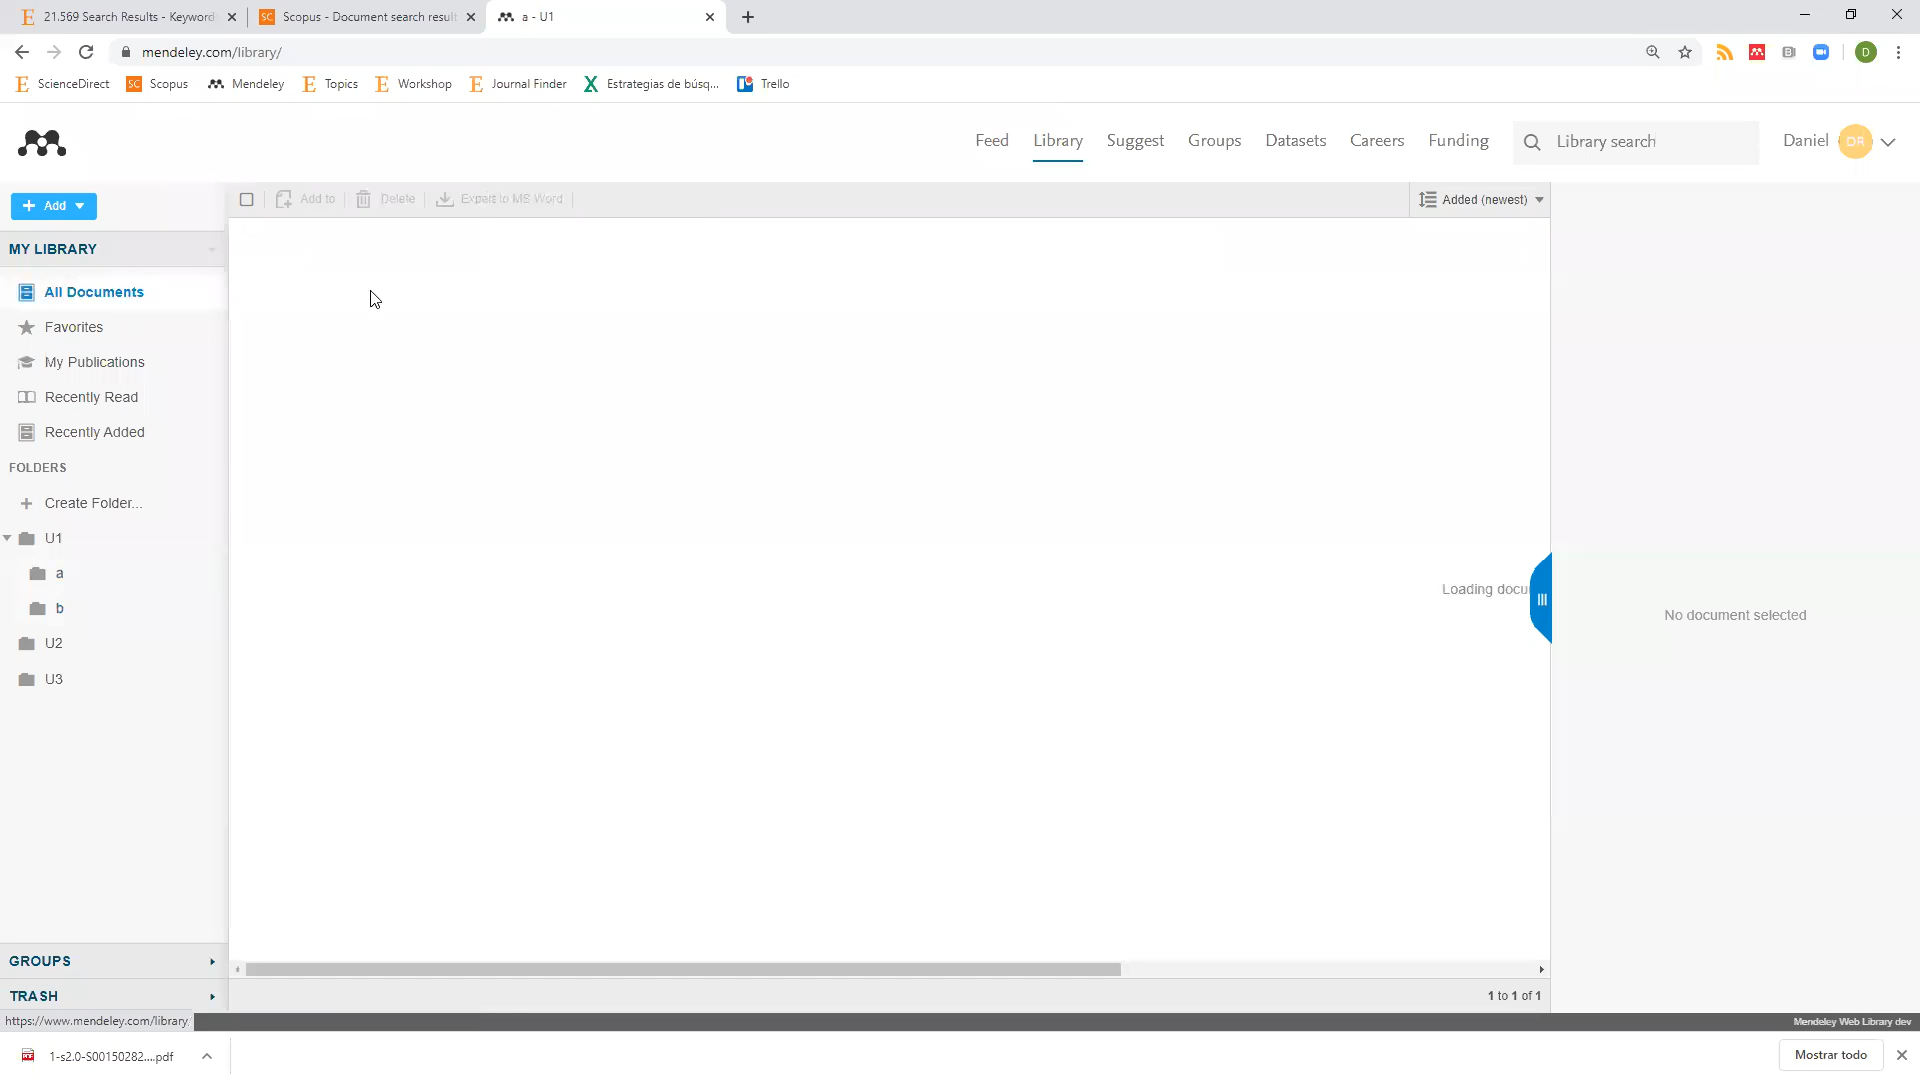 21.569 Search Results - Keyword
Scopus - Document search result
a - U1
mendeley.com/library/
D
ScienceDirect
SC
Scopus
Mendeley
Topics
Workshop
Journal Finder
Estrategias de búsq...
Trello
Feed
Library
Suggest
Groups
Datasets
Careers
Funding
Library search
Daniel
DR
+ Add
Add to
Delete
Export to MS Word
Added (newest)
MY LIBRARY
All Documents
Favorites
My Publications
Recently Read
Recently Added
FOLDERS
+ Create Folder...
U1
a
b
U2
U3
Loading docu
No document selected
GROUPS
TRASH
1 to 1 of 1
https://www.mendeley.com/library/
Mendeley Web Library dev
1-s2.0-S00150282....pdf
Mostrar todo